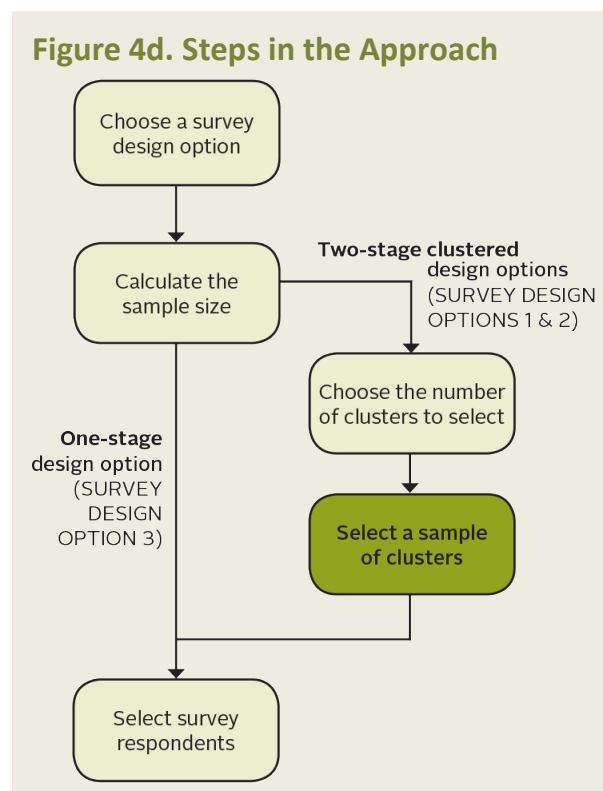 Figure 4d. Steps in the Approach
Choose a survey
design option
Calculate the
sample size
Two-stage clustered
design options
(SURVEY DESIGN
OPTIONS 1 & 2)
Choose the number
of clusters to select
One-stage
design option
(SURVEY
DESIGN
OPTION 3)
Select a sample
of clusters
Select survey
respondents